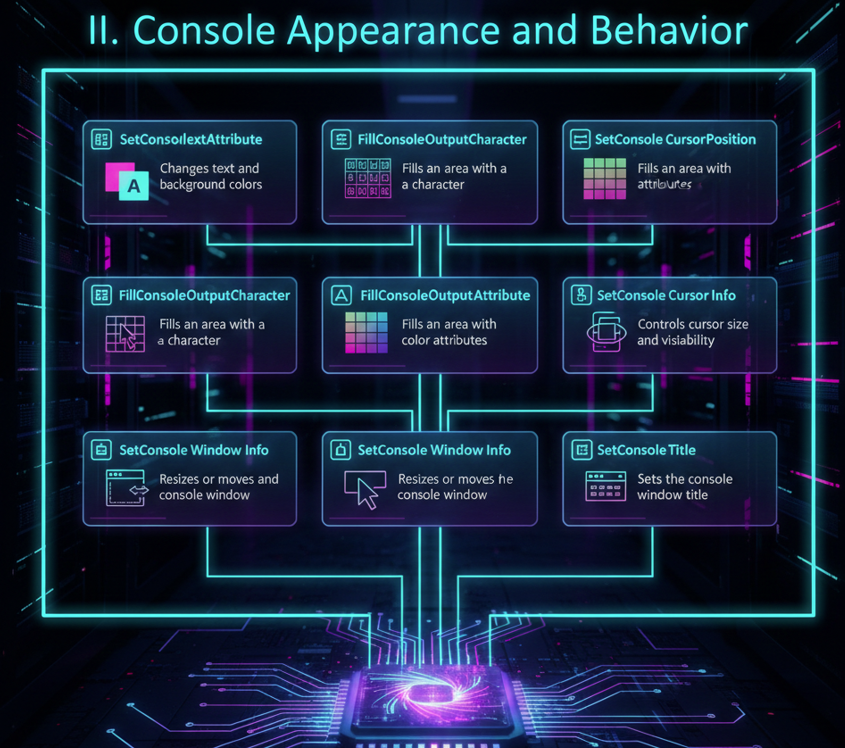 II. Console Appearance and Behavior
SetConsolTextAttribute
Changes text and
background colors
FillConsoleOutputCharacter
Fills an area with a
a character
SetConsole CursorPosition
Fills an area with
FillConsoleOutputCharacter
Fills an area with a
a character
FillConsoleOutputAttribute
Fills an area with
color attributes
SetConsole Cursor Info
Controls cursor size
and visiability
SetConsole Window Info
Resizes or moves and
console window
SetConsole Window Info
Resizes or moves he
console window
SetConsole Title
Sets the console
window title